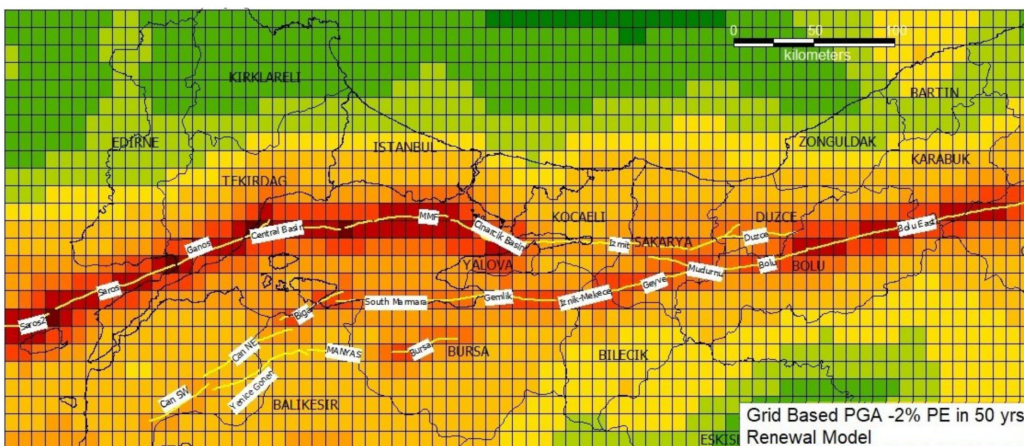 0 50 100
kilometers
KIRKLARELI
BARTIN
EDIRNE
ISTANBUL
ZONGULDAK
KARABUK
TEKIRDAG
KOCAELI
DUZCE
MMF
Bolu East
Central Basin
Cinarcik Basin
Duzce
Ganos
Izmit
SAKARYA
YALOVA
Mudurnu
Bolu
BOLU
Saros
Geyve
South Marmara
Gemlik
Iznik-Mekece
Biga
Saros2
Can NE
MANYAS
Bursa
BURSA
BILECIK
Yenice Gonen
Can SW
BALIKESIR
Grid Based PGA -2% PE in 50 yrs
ESKISI
Renewal Model